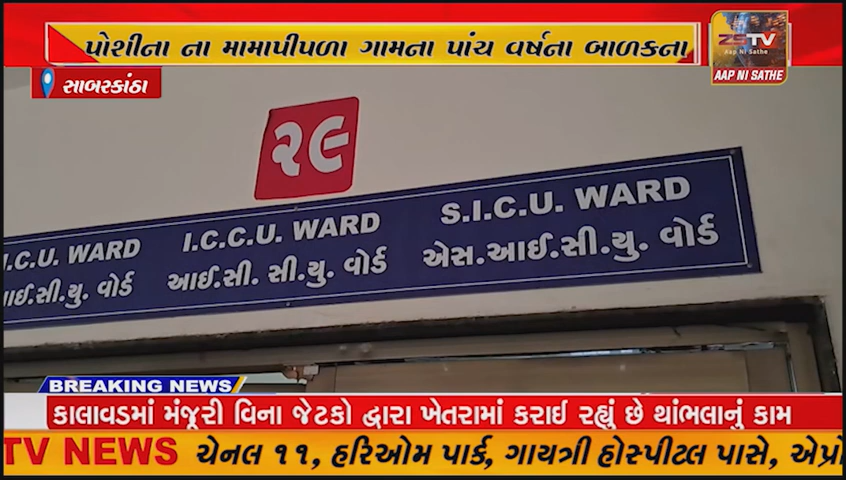 પોશીના ના મામાપીપળા ગામના પાંચ વર્ષના બાળકના
Aap Ni Sathe
AAP NI SATHE
સાબરકાંઠા
૨૯
I.C.U. WARD
I.C.C.U. WARD
S.I.C.U. WARD
આઈ.સી.યુ. વોર્ડ
આઈ.સી. સી.યુ. વોર્ડ
એસ.આઈ.સી.યુ. વોર્ડ
BREAKING NEWS
કાલાવડમાં મંજૂરી વિના જેટકો દ્વારા ખેતરામાં કરાઈ રહ્યું છે થાંભલાનું કામ
TV NEWS ચેનલ ૧૧, હરિઓમ પાર્ક, ગાયત્રી હોસ્પીટલ પાસે, એપ્રો